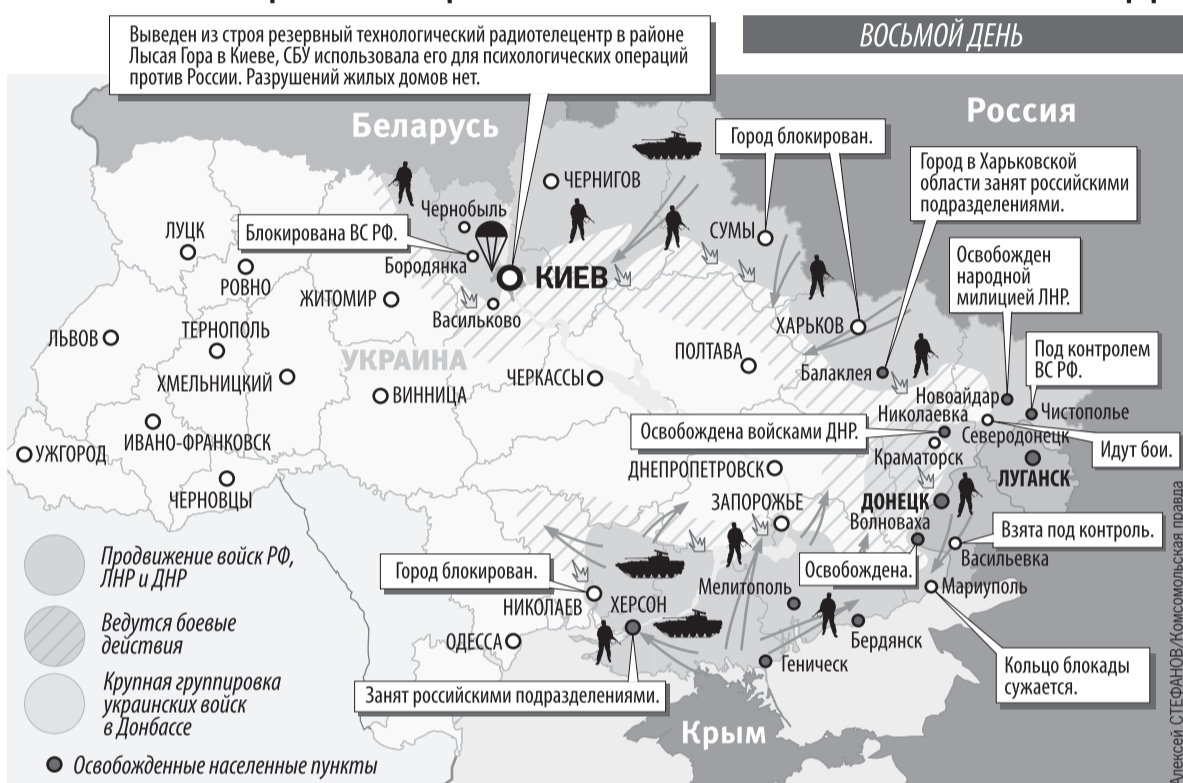 Выведен из строя резервный технологический радиотелецентр в районе
Лысая Гора в Киеве, СБУ использовала его для психологических операций
против России. Разрушений жилых домов нет.
ВОСЬМОЙ ДЕНЬ
Беларусь
Россия
Город блокирован.
Город в Харьковской
области занят российскими
подразделениями.
ЧЕРНИГОВ
Чернобыль
СУМЫ
ЛУЦК
Блокирована ВС РФ.
Бородянка
КИЕВ
Освобожден
народной
милицией ЛНР.
РОВНО
ЖИТОМИР
Васильково
ХАРЬКОВ
ЛЬВОВ
ТЕРНОПОЛЬ
УКРАИНА
ПОЛТАВА
Под контролем
ВС РФ.
Балаклея
ХМЕЛЬНИЦКИЙ
ЧЕРКАССЫ
ВИННИЦА
Новоайдар
Николаевка
Чистополье
ИВАНО-ФРАНКОВСК
Освобождена войсками ДНР.
Северодонецк
УЖГОРОД
Краматорск
Идут бои.
ДНЕПРОПЕТРОВСК
ЛУГАНСК
ЧЕРНОВЦЫ
ЗАПОРОЖЬЕ
ДОНЕЦК
Волноваха
Взята под контроль.
Васильевка
Освобождена.
Город блокирован.
Мелитополь
Мариуполь
НИКОЛАЕВ
ХЕРСОН
ОДЕССА
Бердянск
Геническ
Кольцо блокады
сужается.
Занят российскими подразделениями.
Крым
Продвижение войск РФ,
ЛНР и ДНР
Ведутся боевые
действия
Крупная группировка
украинских войск
в Донбассе
Освобожденные населенные пункты
Алексей СТЕФАНОВ/Комсомольская правда